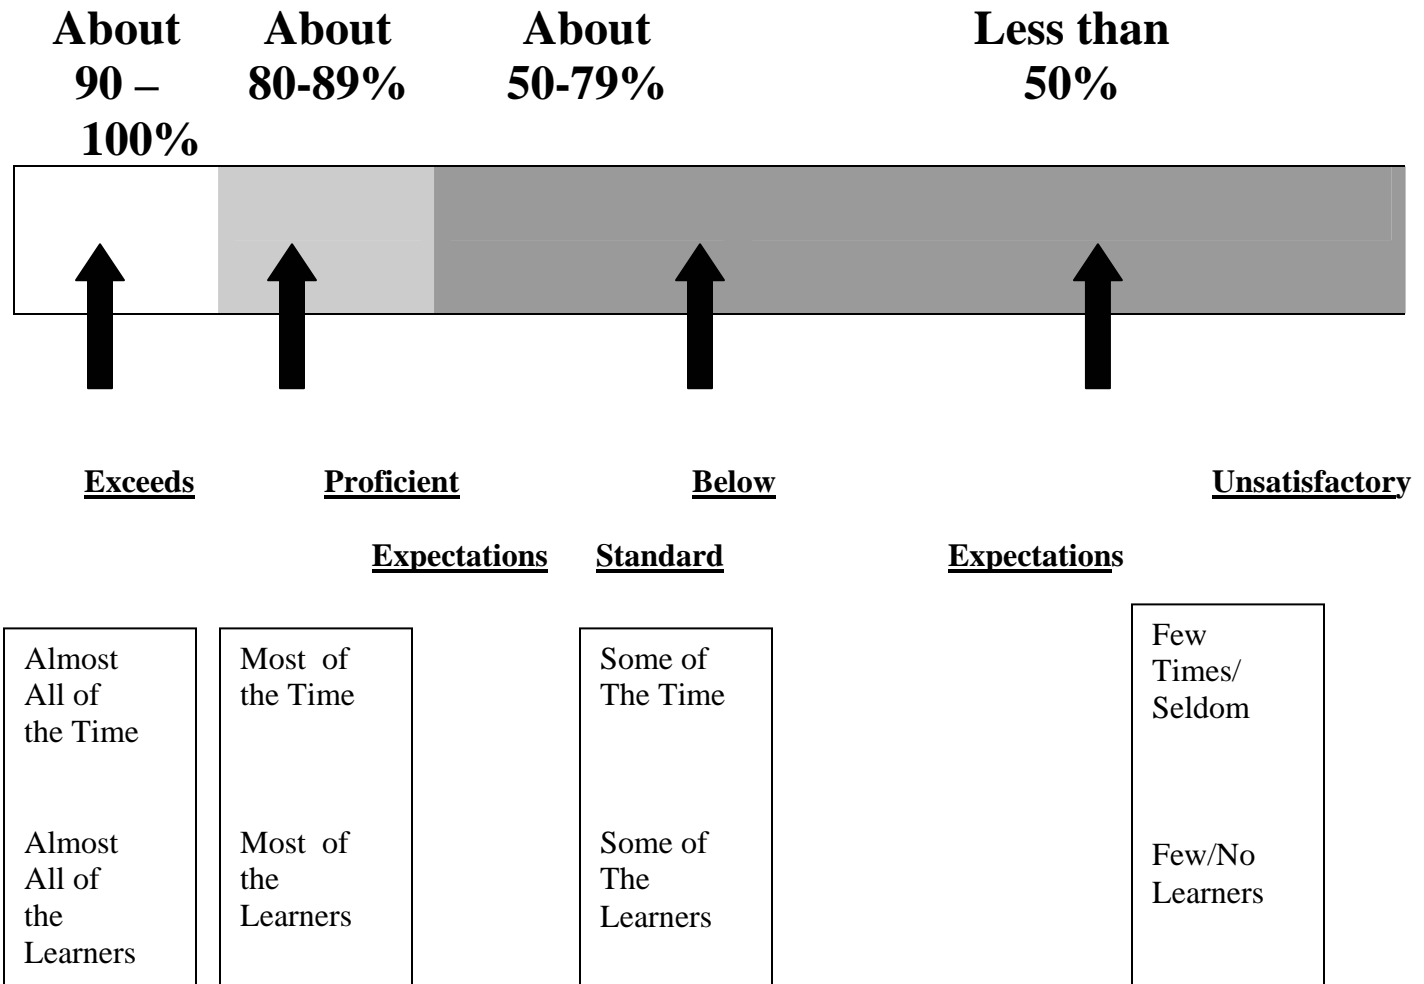 About About About Less than
90 – 80-89% 50-79% 50%
100%
Exceeds Proficient Below Unsatisfactory
Expectations Standard Expectations
Almost
All of
the Time
Almost
All of
the
Learners
Most of
the Time
Most of
the
Learners
Some of
The Time
Some of
The
Learners
Few
Times/
Seldom
Few/No
Learners